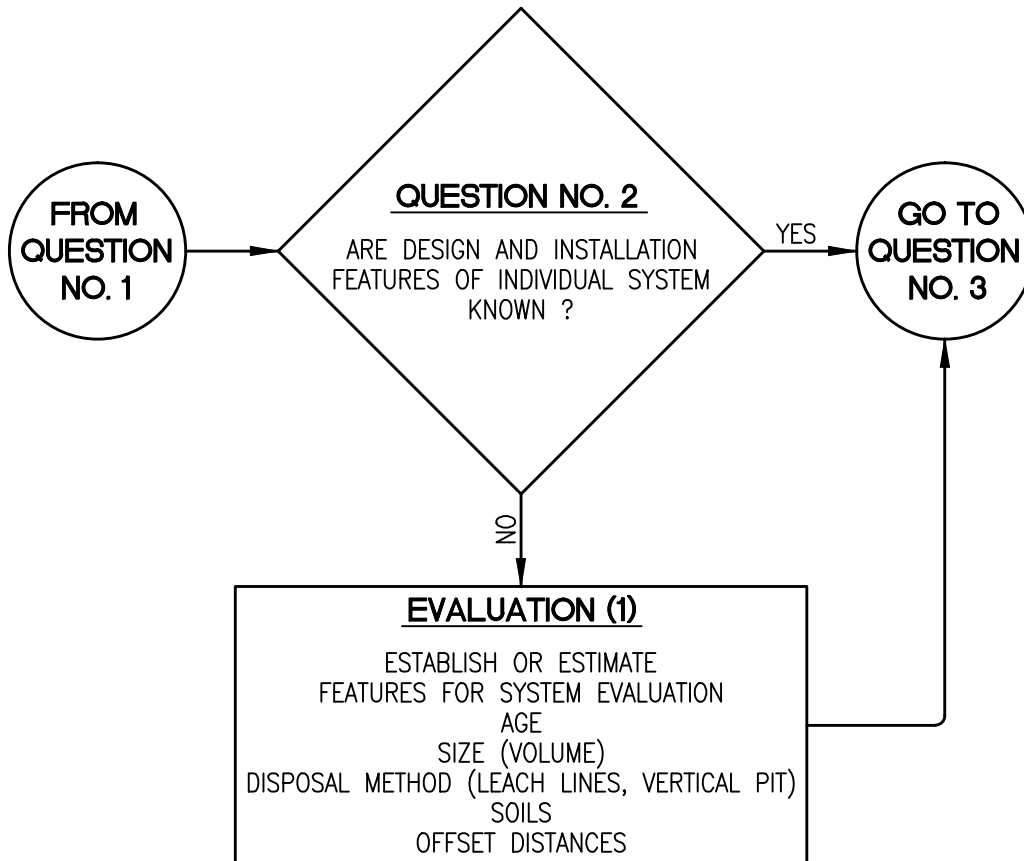 FROM
QUESTION
NO. 1
QUESTION NO. 2
ARE DESIGN AND INSTALLATION
FEATURES OF INDIVIDUAL SYSTEM
KNOWN ?
YES
GO TO
QUESTION
NO. 3
NO
EVALUATION (1)
ESTABLISH OR ESTIMATE
FEATURES FOR SYSTEM EVALUATION
AGE
SIZE (VOLUME)
DISPOSAL METHOD (LEACH LINES, VERTICAL PIT)
SOILS
OFFSET DISTANCES